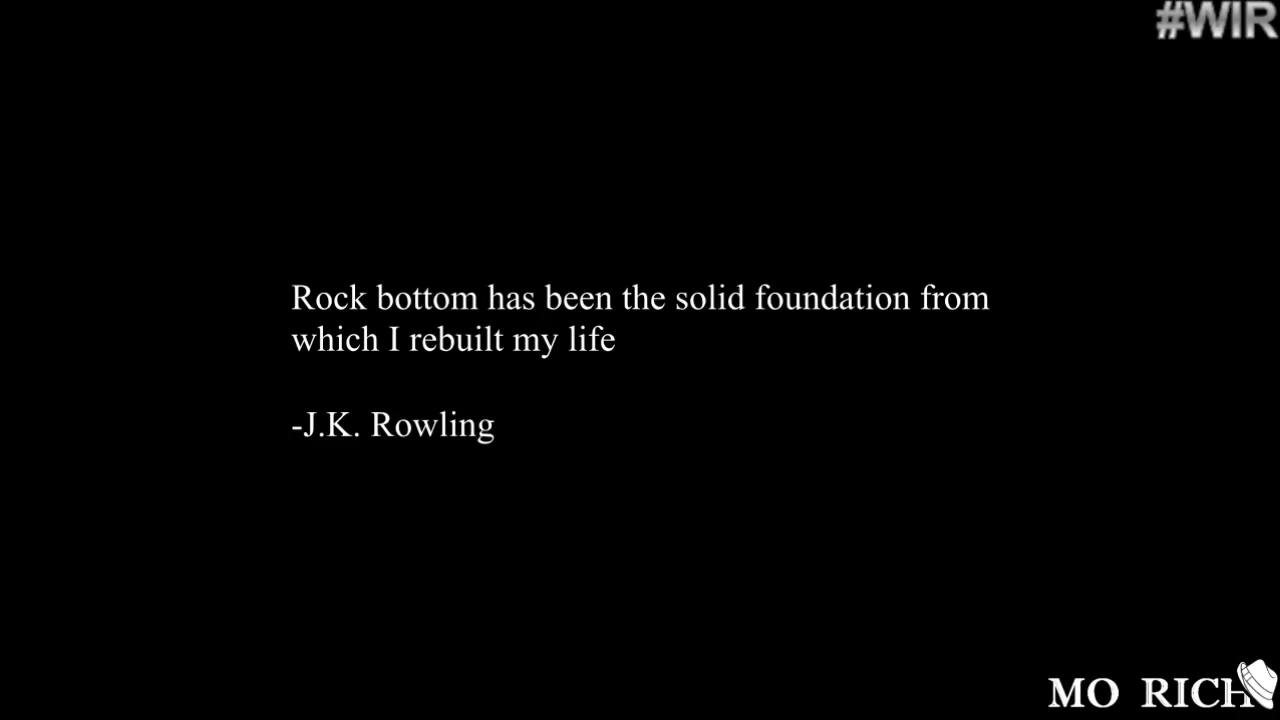 #WIR
Rock bottom has been the solid foundation from
which I rebuilt my life
-J.K. Rowling
MO RICH